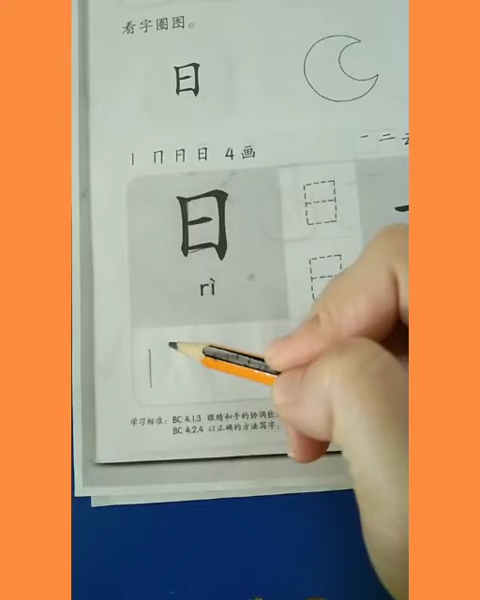 看字圈图。
日
丨 冂 日 日 4 画
一 二
日
rì
学习标准： BC 4.1.3 眼睛和手的协调能
BC 4.2.4 以正确的方法写字。